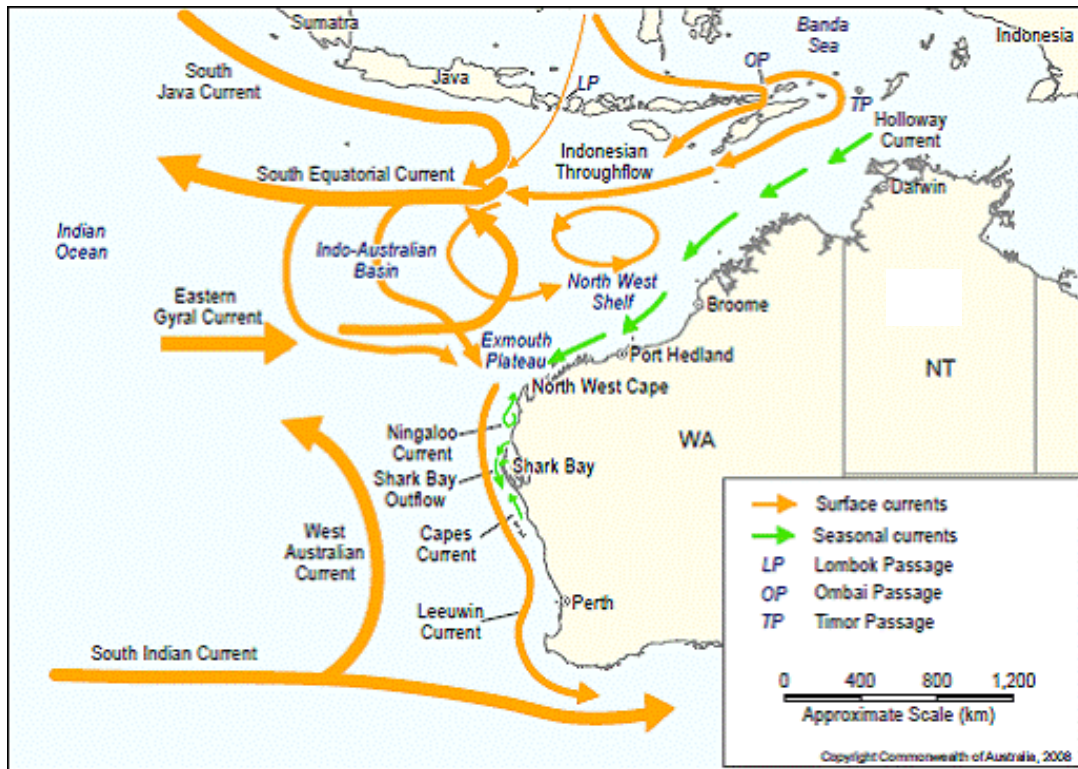 Sumatra
Banda
Sea
Indonesia
OP
South
Java Current
Java
LP
TP
Holloway
Current
Indonesian
Throughflow
South Equatorial Current
Darwin
Indian
Ocean
Indo-Australian
Basin
North West
Shelf
Eastern
Gyral Current
Broome
Exmouth
Plateau
Port Hedland
NT
North West Cape
Ningaloo
Current
WA
Shark Bay
Shark Bay
Outflow
Capes
Current
West
Australian
Current
Leeuwin
Current
Perth
South Indian Current
Surface currents
Seasonal currents
LP Lombok Passage
OP Ombai Passage
TP Timor Passage
0 400 800 1,200
Approximate Scale (km)
Copyright Commonwealth of Australia, 2008